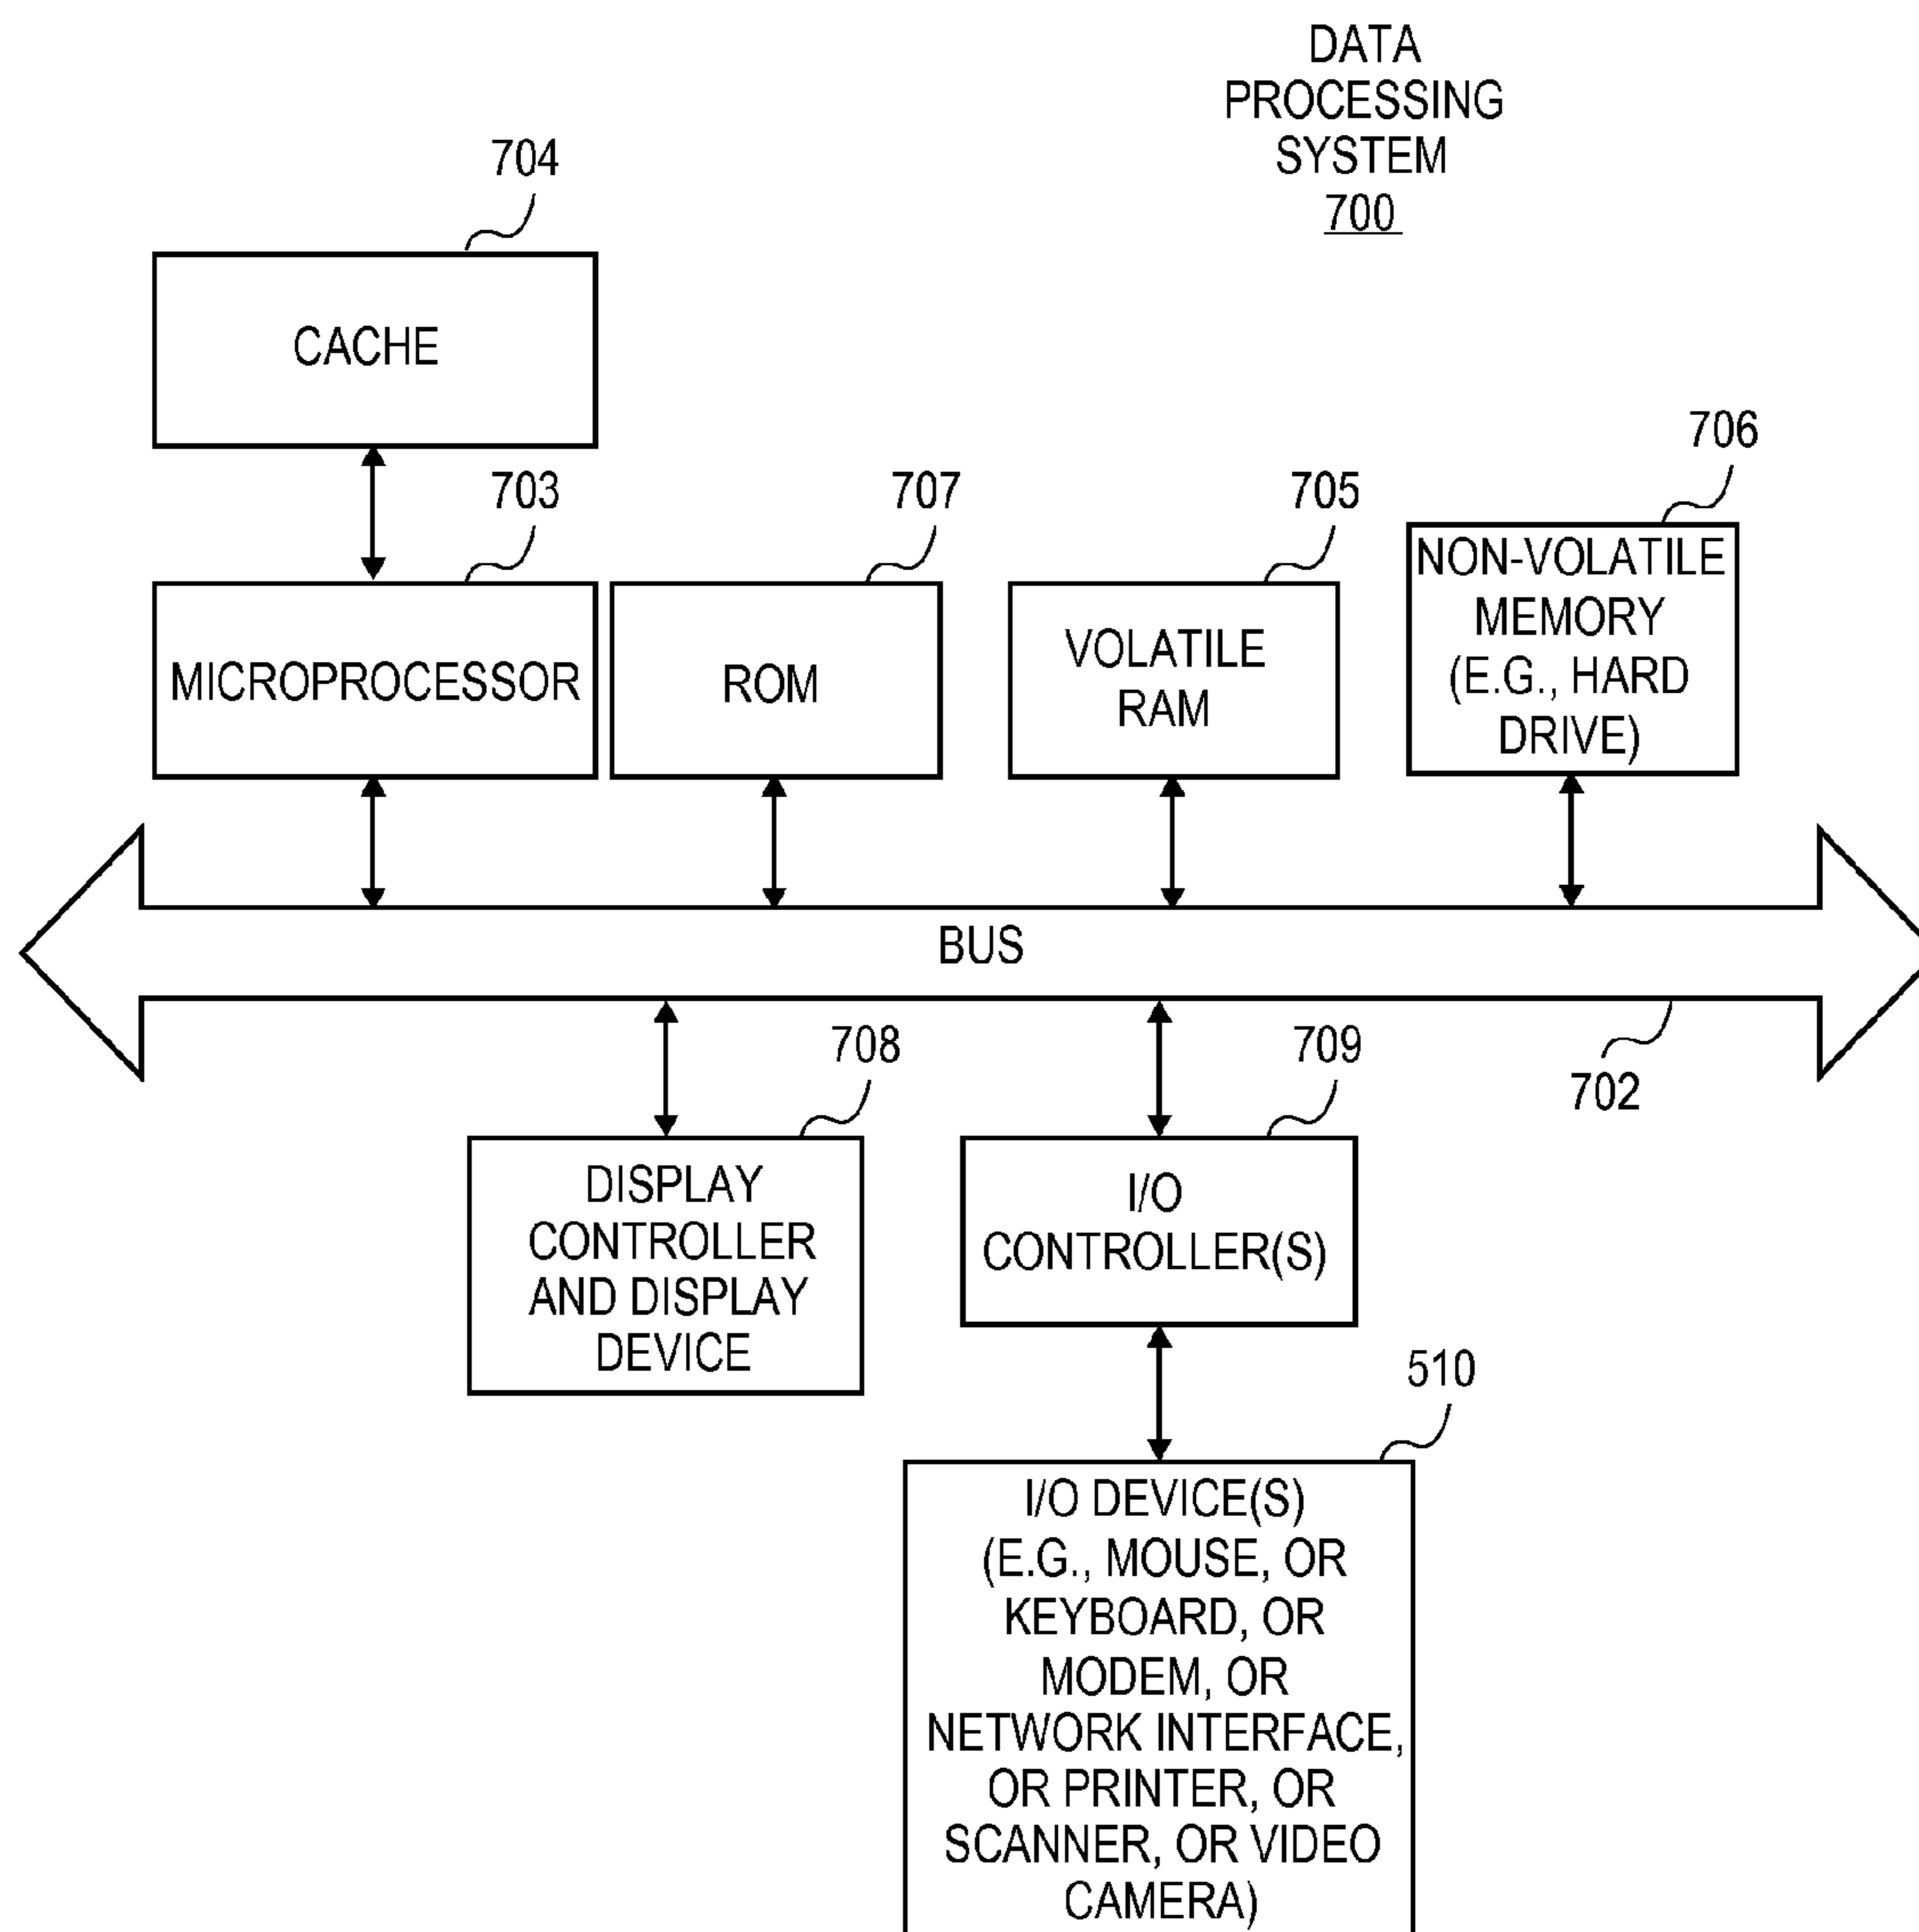 DATA
PROCESSING
SYSTEM
700
704
CACHE
703
707
705
706
MICROPROCESSOR
ROM
VOLATILE
RAM
NON-VOLATILE
MEMORY
(E.G., HARD
DRIVE)
BUS
702
708
709
DISPLAY
CONTROLLER
AND DISPLAY
DEVICE
I/O
CONTROLLER(S)
510
I/O DEVICE(S)
(E.G., MOUSE, OR
KEYBOARD, OR
MODEM, OR
NETWORK INTERFACE,
OR PRINTER, OR
SCANNER, OR VIDEO
CAMERA)